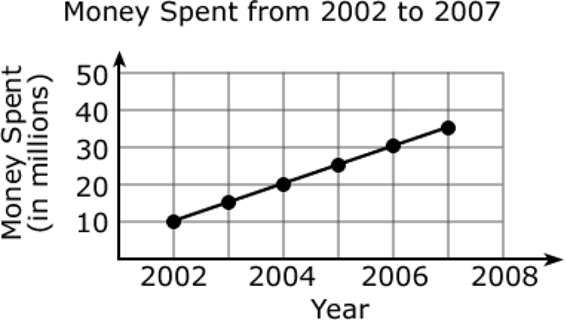 Money Spent from 2002 to 2007
Money Spent
(in millions)
50
40
30
20
10
2002 2004 2006 2008
Year